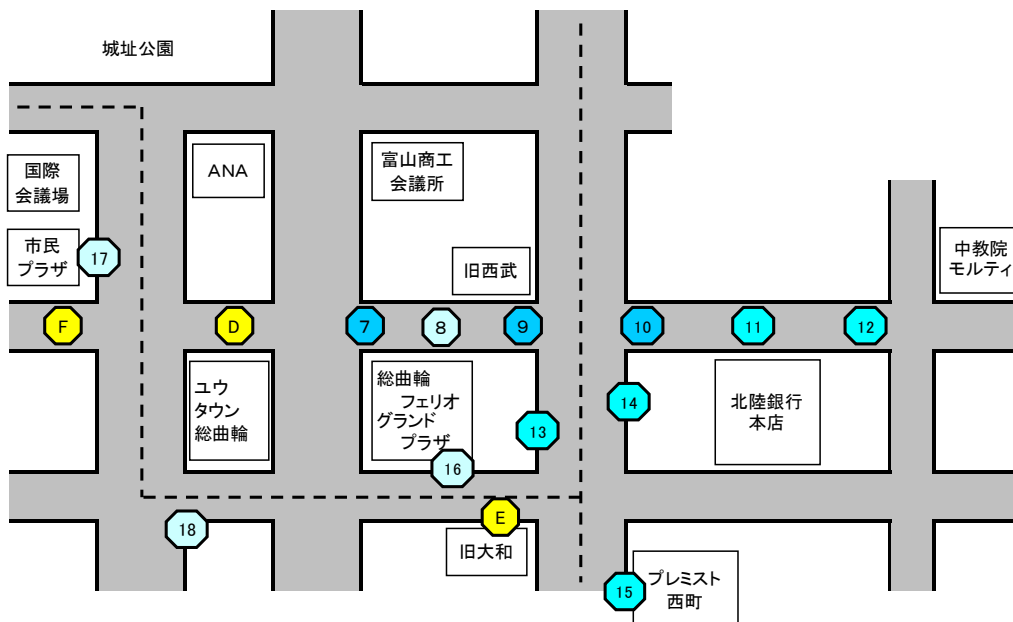 城址公園
国際
会議場
ANA
富山商工
会議所
市民
プラザ
17
旧西武
中教院
モルティ
F
D
7
8
9
10
11
12
ユウ
タウン
総曲輪
総曲輪
フェリオ
グランド
プラザ
13
14
北陸銀行
本店
16
18
E
旧大和
15
プレミスト
西町